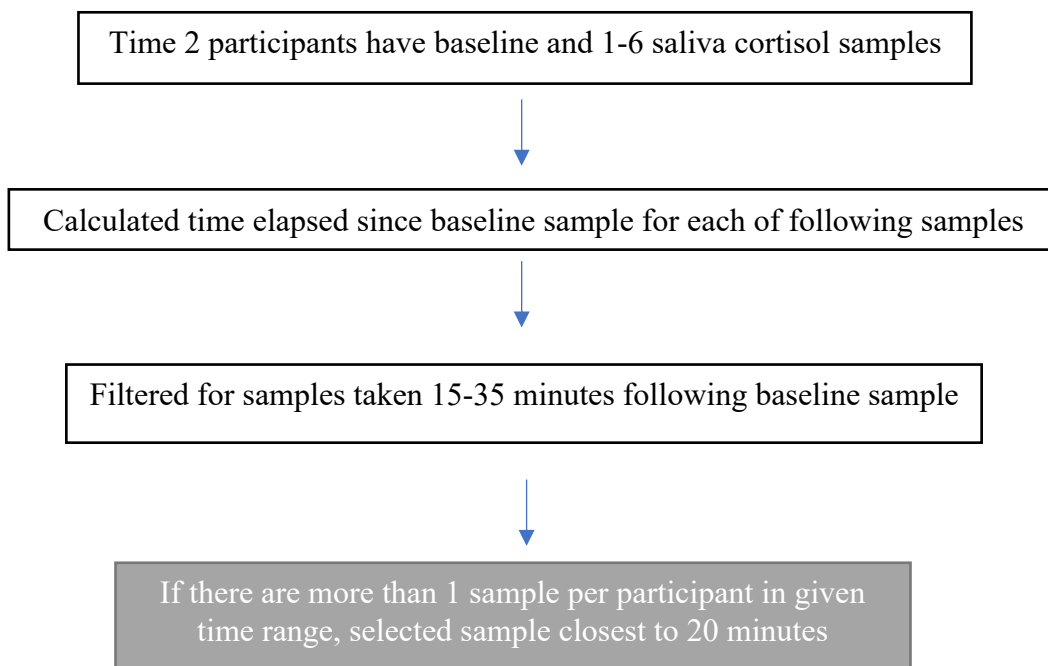 Time 2 participants have baseline and 1-6 saliva cortisol samples
Calculated time elapsed since baseline sample for each of following samples
Filtered for samples taken 15-35 minutes following baseline sample
If there are more than 1 sample per participant in given
time range, selected sample closest to 20 minutes